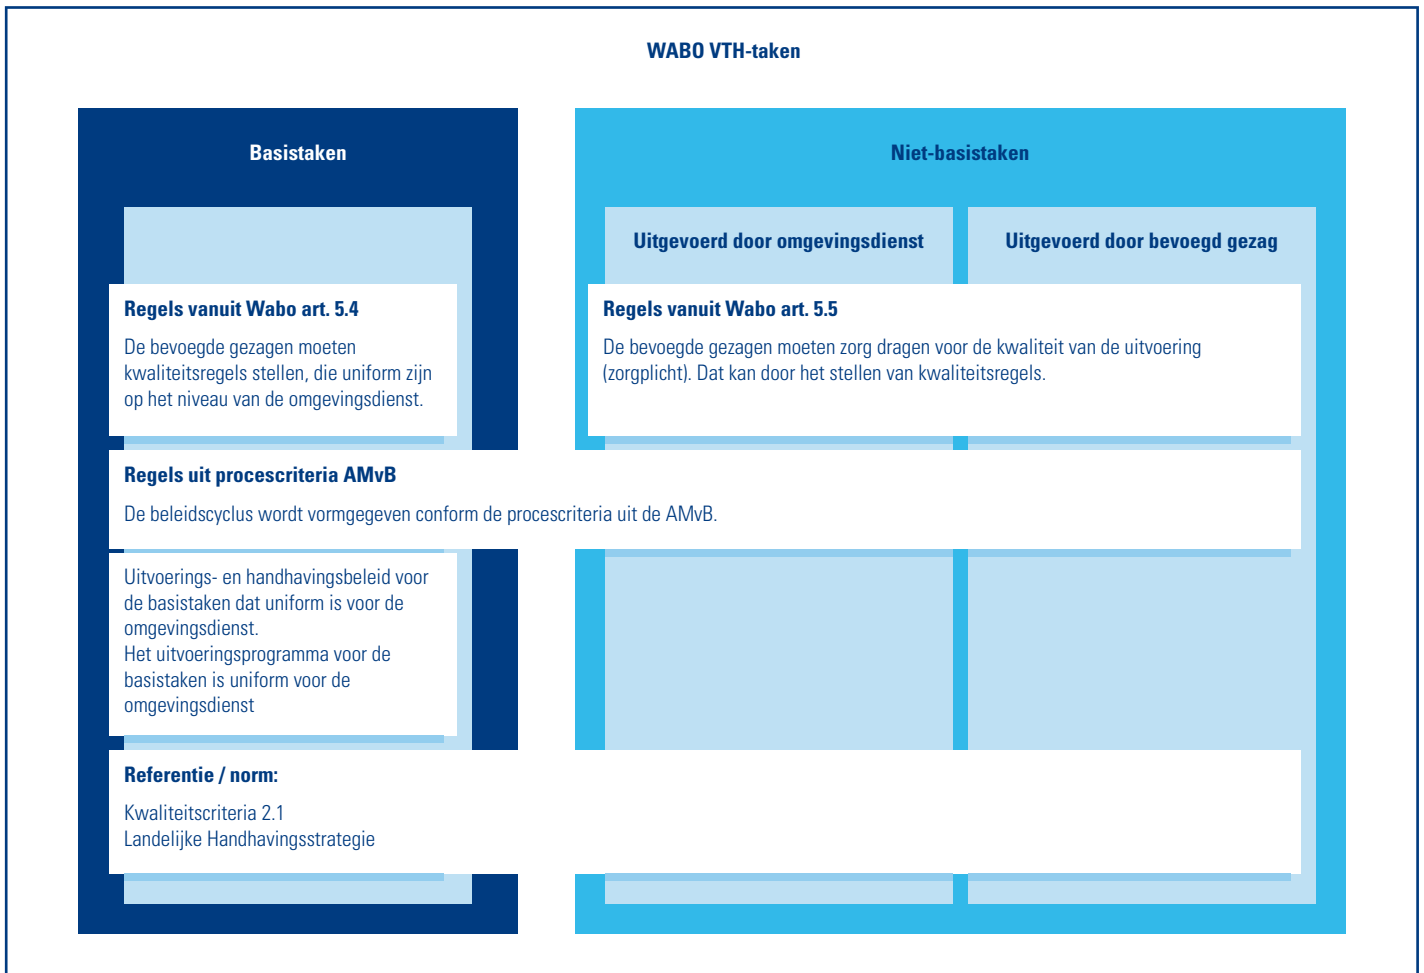 WABO VTH-taken
Basistaken
Niet-basistaken
Uitgevoerd door omgevingsdienst
Uitgevoerd door bevoegd gezag
Regels vanuit Wabo art. 5.4
De bevoegde gezagen moeten
kwaliteitsregels stellen, die uniform zijn
op het niveau van de omgevingsdienst.
Regels vanuit Wabo art. 5.5
De bevoegde gezagen moeten zorg dragen voor de kwaliteit van de uitvoering
(zorgplicht). Dat kan door het stellen van kwaliteitsregels.
Regels uit procescriteria AMvB
De beleidscyclus wordt vormgegeven conform de procescriteria uit de AMvB.
Uitvoerings- en handhavingsbeleid voor
de basistaken dat uniform is voor de
omgevingsdienst.
Het uitvoeringsprogramma voor de
basistaken is uniform voor de
omgevingsdienst
Referentie / norm:
Kwaliteitscriteria 2.1
Landelijke Handhavingsstrategie